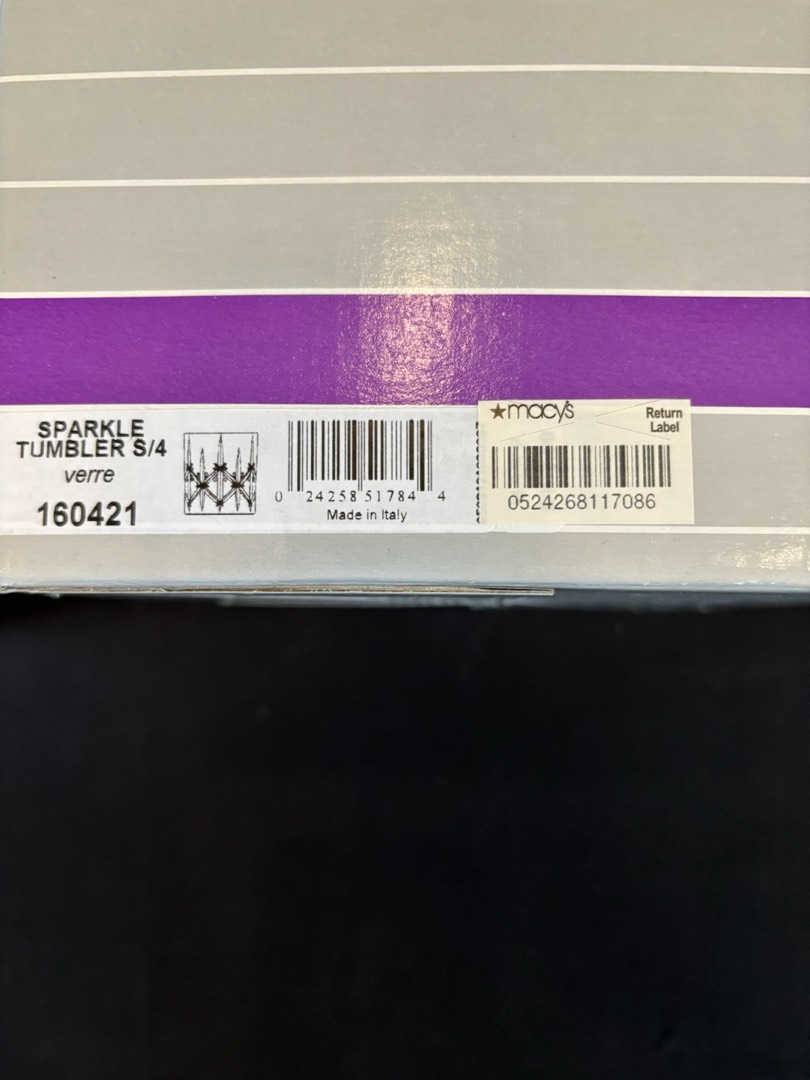 SPARKLE
TUMBLER S/4
verre
160421
0 24258 51784 4
Made in Italy
macy's
Return
Label
0524268117086